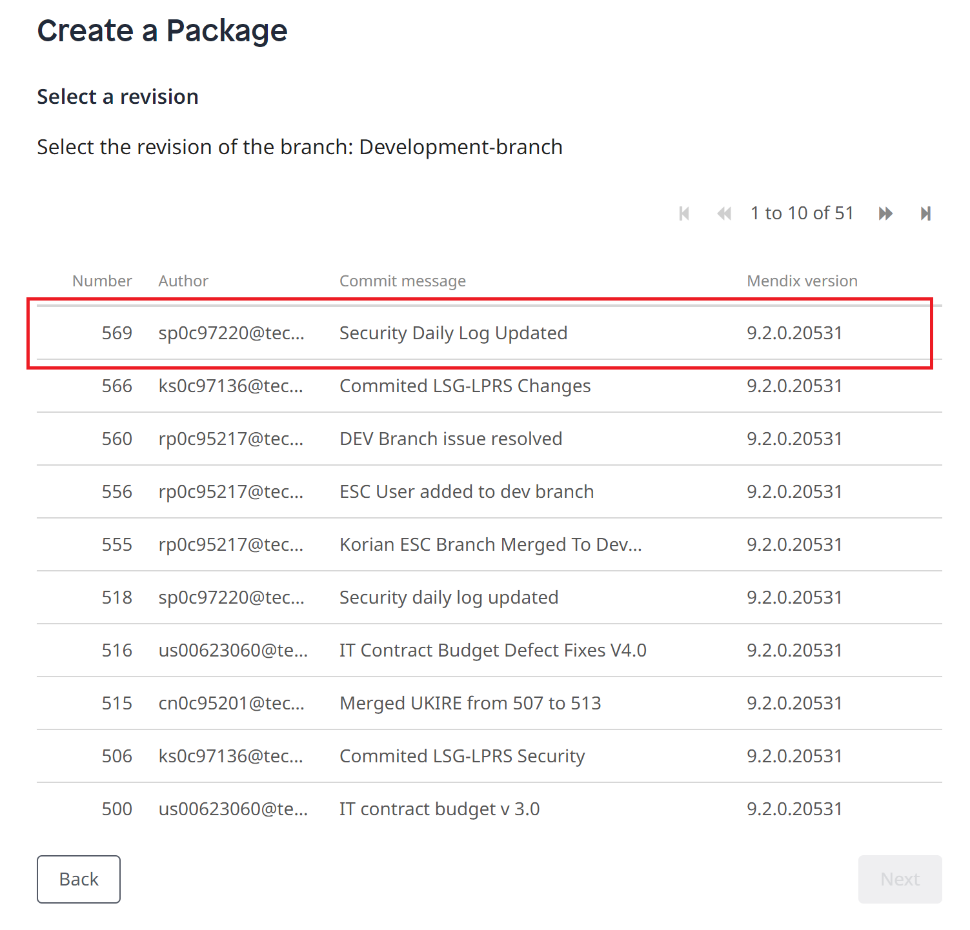 Create a Package
Select a revision
Select the revision of the branch: Development-branch
1 to 10 of 51
Number Author Commit message Mendix version
569 sp0c97220@tec... Security Daily Log Updated 9.2.0.20531
566 ks0c97136@tec... Commited LSG-LPRS Changes 9.2.0.20531
560 rp0c95217@tec... DEV Branch issue resolved 9.2.0.20531
556 rp0c95217@tec... ESC User added to dev branch 9.2.0.20531
555 rp0c95217@tec... Korian ESC Branch Merged To Dev... 9.2.0.20531
518 sp0c97220@tec... Security daily log updated 9.2.0.20531
516 us00623060@te... IT Contract Budget Defect Fixes V4.0 9.2.0.20531
515 cn0c95201@tec... Merged UKIRE from 507 to 513 9.2.0.20531
506 ks0c97136@tec... Commited LSG-LPRS Security 9.2.0.20531
500 us00623060@te... IT contract budget v 3.0 9.2.0.20531
Back Next